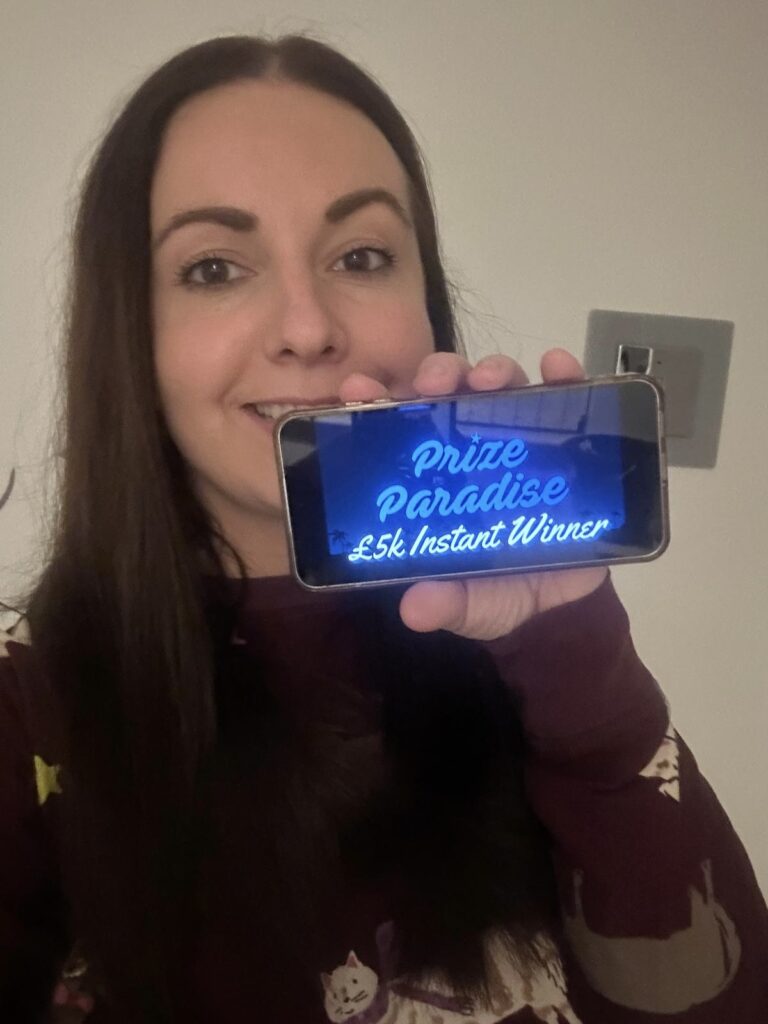 Prize
Paradise
£5k Instant Winner